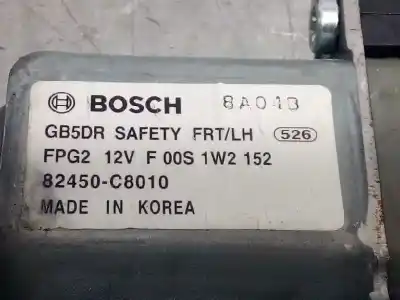 BOSCH 8A04B
GB5DR SAFETY FRT/LH 526
FPG2 12V F 00S 1W2 152
82450-C8010
MADE IN KOREA